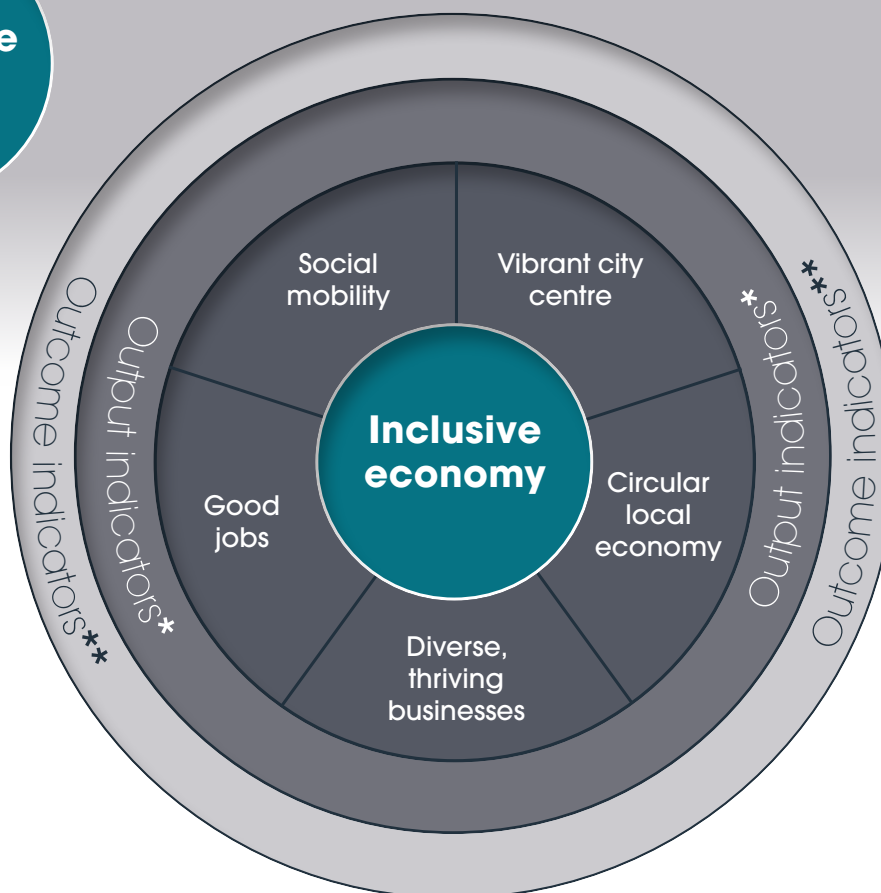 Social
mobility
Vibrant city
centre
Inclusive
economy
Good
jobs
Circular
local
economy
Diverse,
thriving
businesses
Output indicators*
Output indicators*
Outcome indicators**
Outcome indicators**